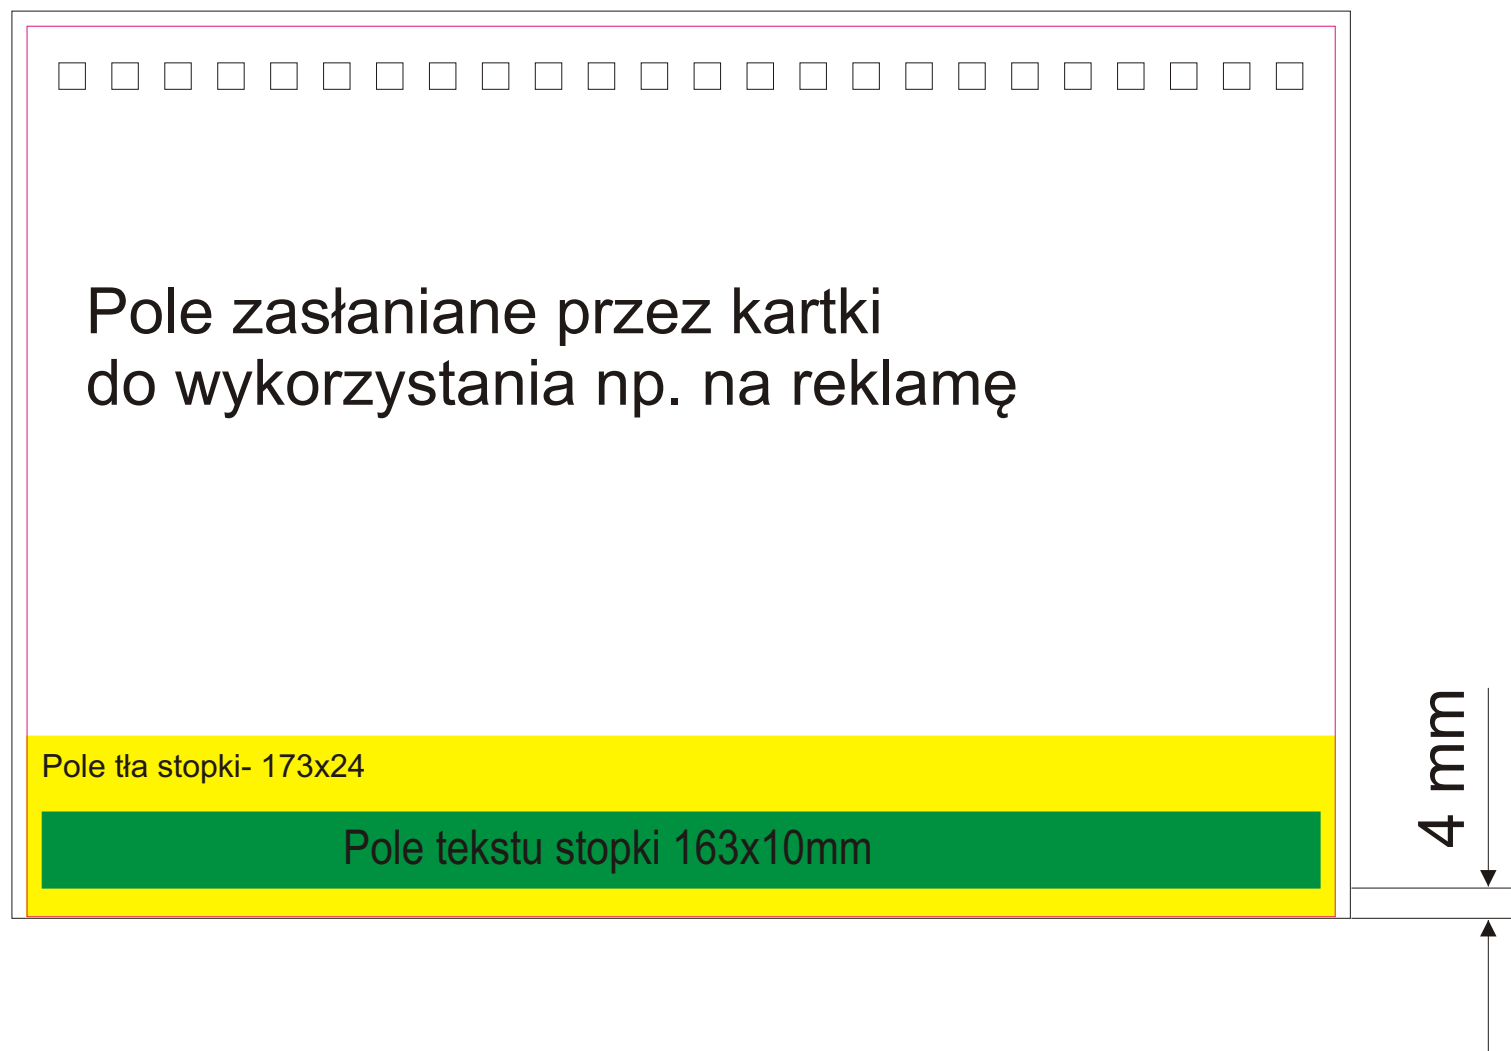 Pole zasłaniane przez kartki
do wykorzystania np. na reklamę
Pole tła stopki- 173x24
Pole tekstu stopki 163x10mm
4 mm